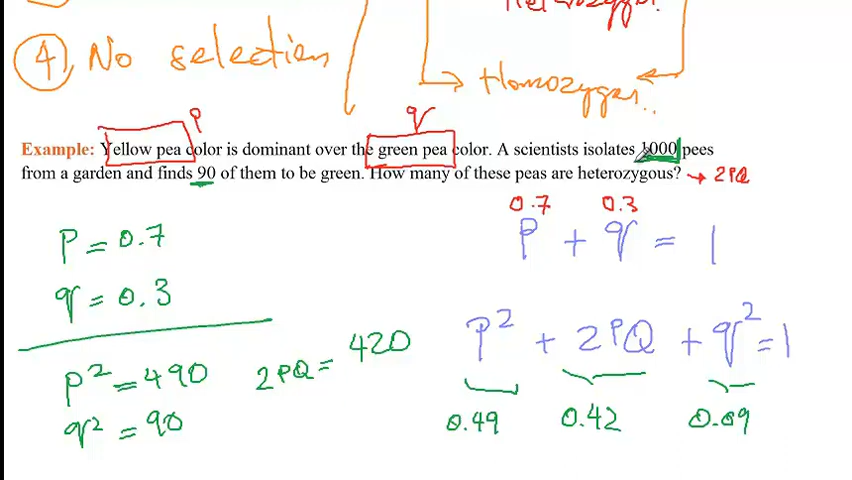 Heterozygot.
4), No selection
Homozygot..
P
q
Example: Yellow pea color is dominant over the green pea color. A scientists isolates 1000 pees
from a garden and finds 90 of them to be green. How many of these peas are heterozygous? → 2PQ
0.7 0.3
P = 0.7
P + q = 1
q = 0.3
P² + 2PQ + q² = 1
P² = 490
2PQ = 420
q² = 90
0.49 0.42 0.09